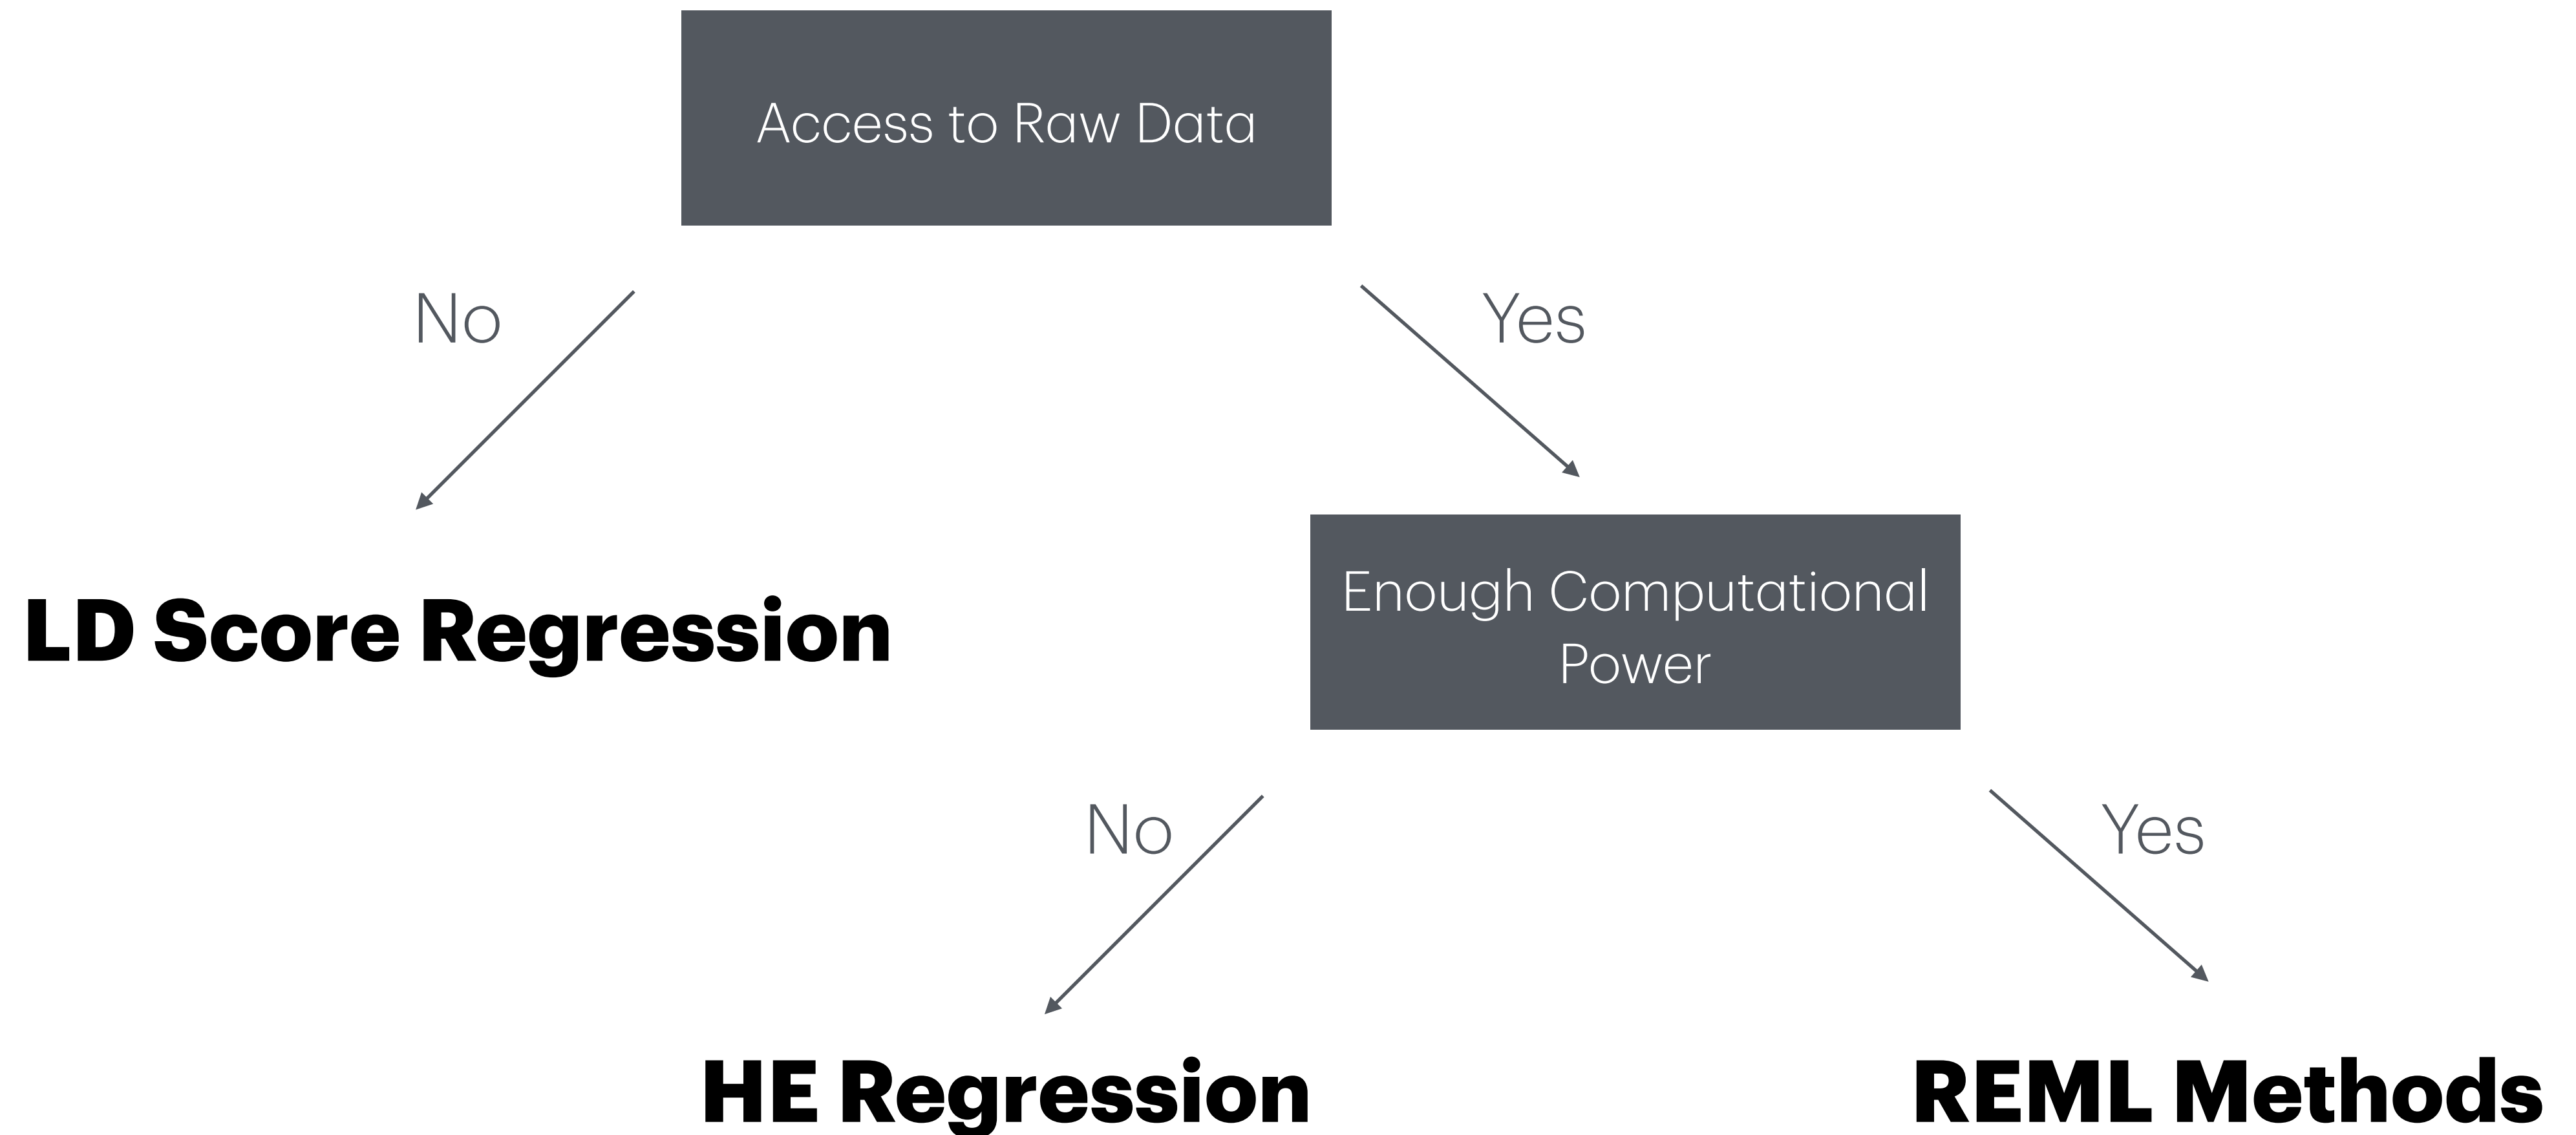 Access to Raw Data
No
Yes
LD Score Regression
Enough Computational
Power
No
Yes
HE Regression
REML Methods